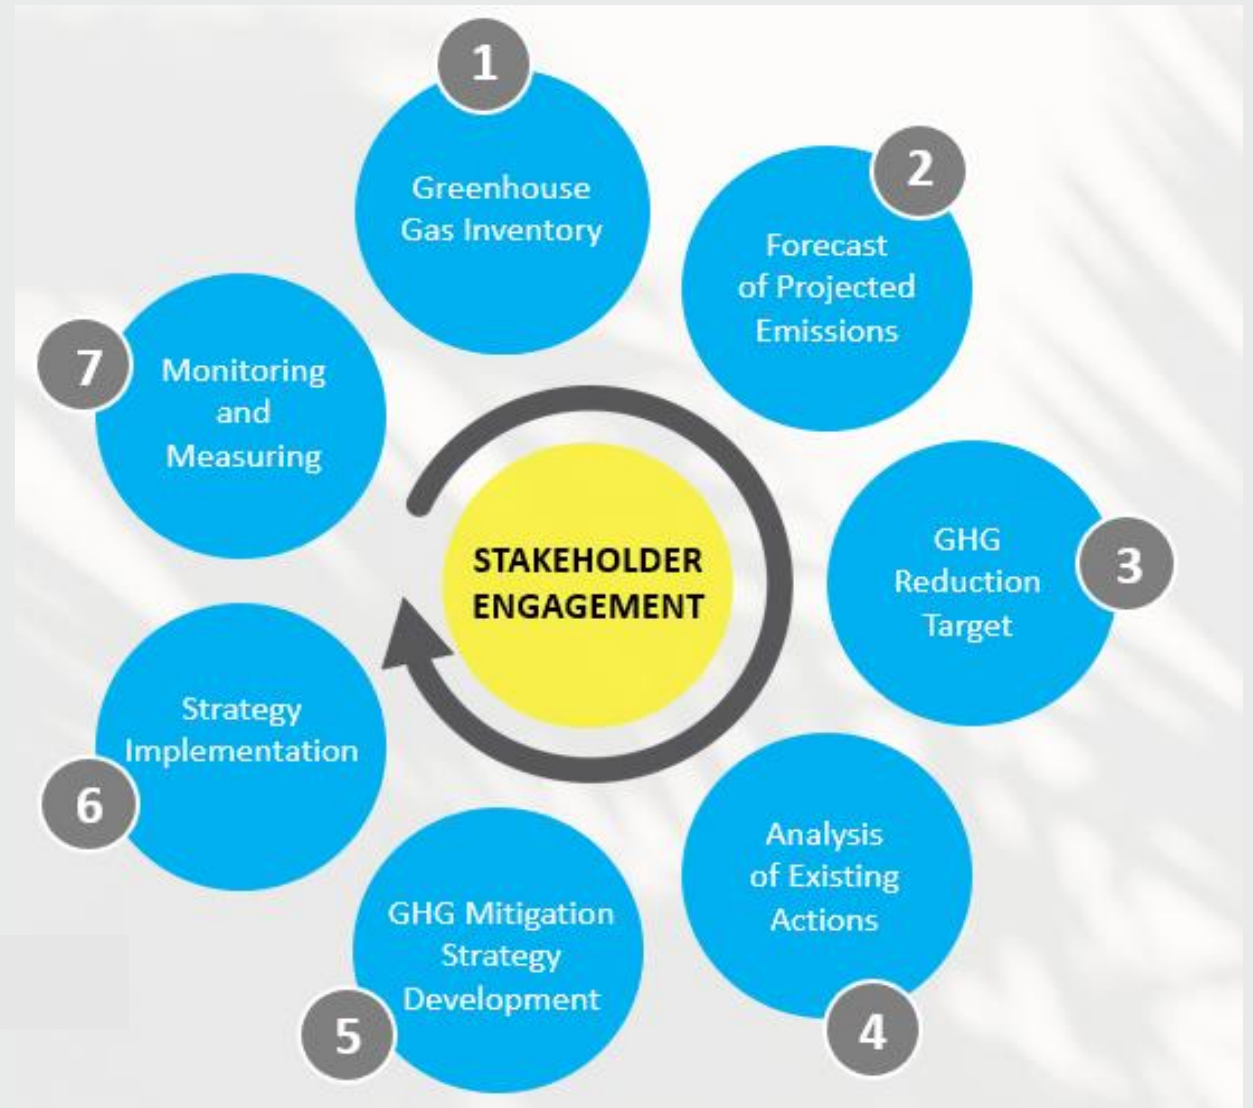 1
Greenhouse
Gas Inventory
2
Forecast
of Projected
Emissions
3
GHG
Reduction
Target
4
Analysis
of Existing
Actions
5
GHG Mitigation
Strategy
Development
6
Strategy
Implementation
7
Monitoring
and
Measuring
STAKEHOLDER
ENGAGEMENT